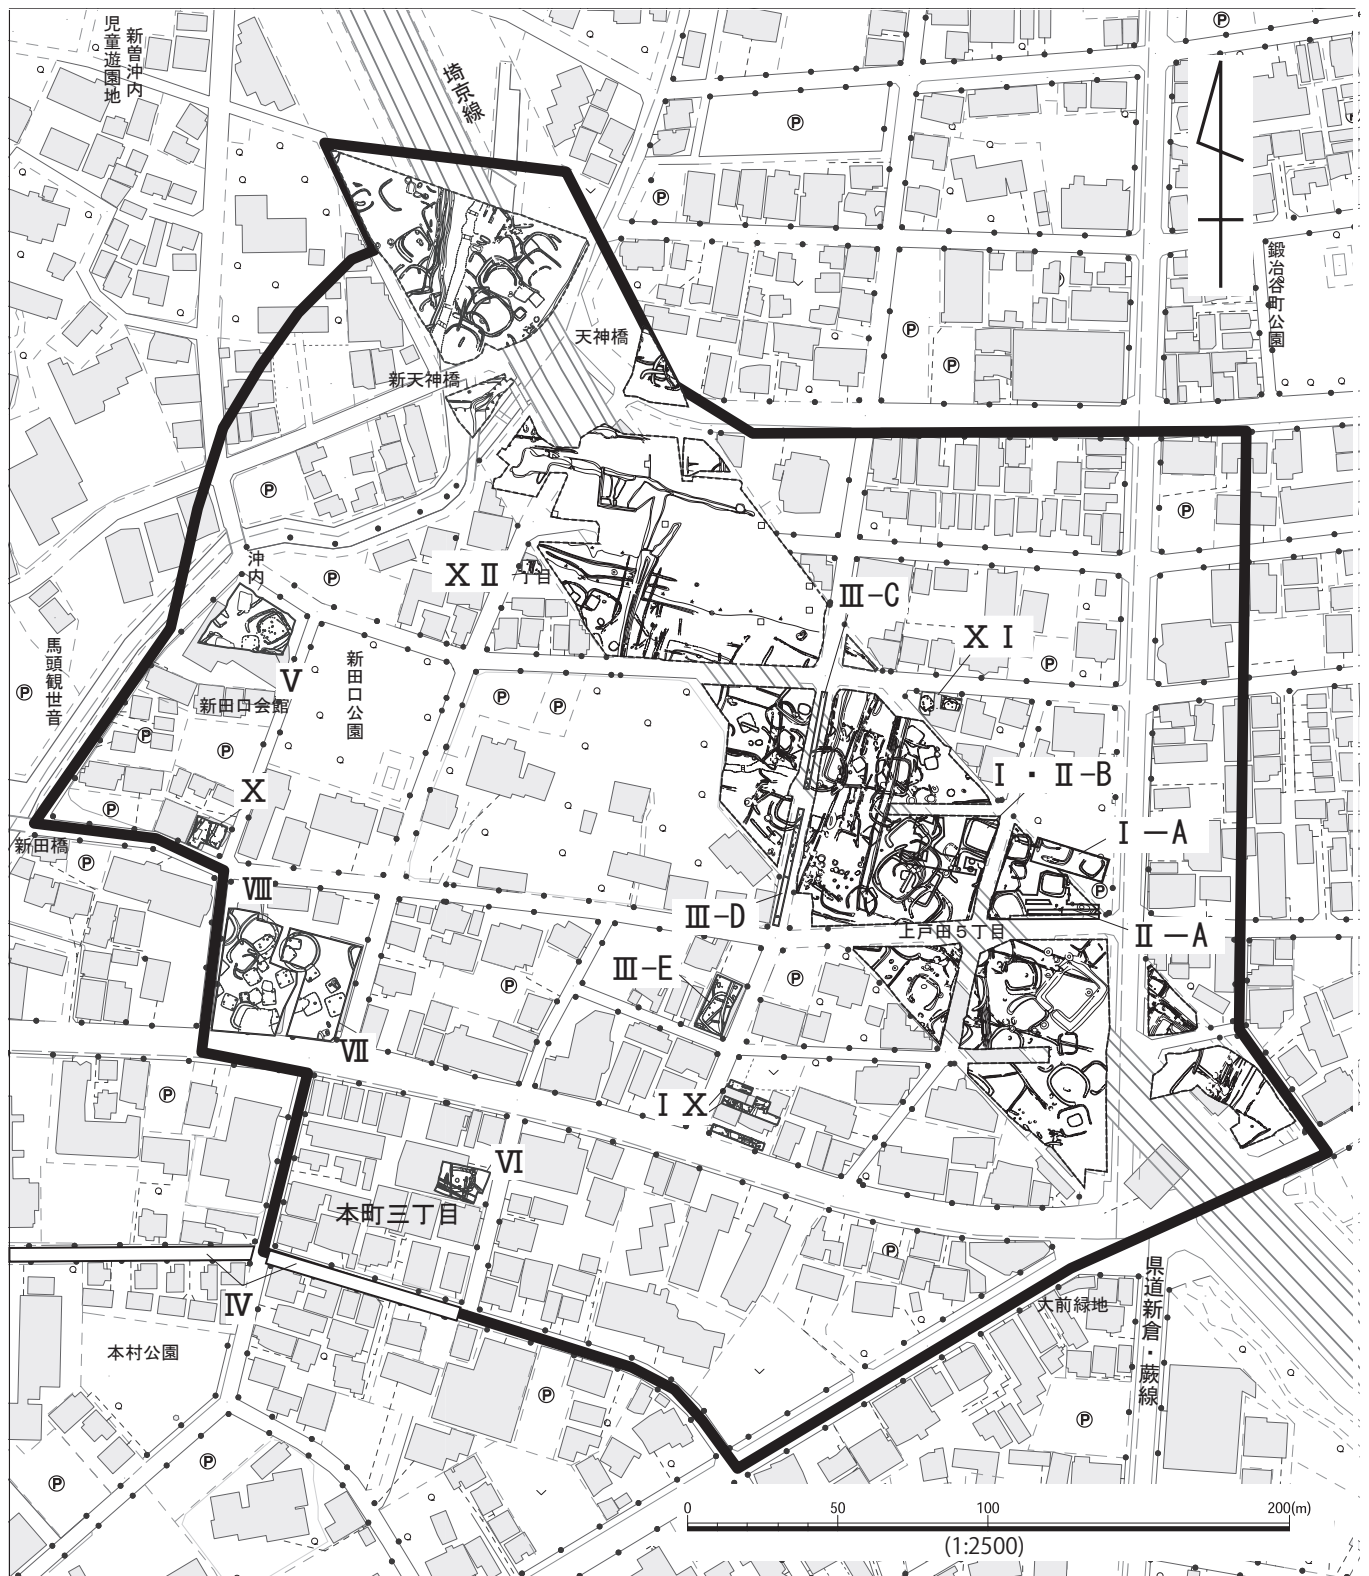 新曽沖内
児童遊園地
埼京線
鍛冶谷町公園
天神橋
新天神橋
沖内
ⅩⅡ
丁目
Ⅲ-C
ⅩⅠ
馬頭観世音
新田口公園
Ⅴ
新田口会館
Ⅰ・Ⅱ-B
Ⅹ
Ⅰ-A
新田橋
Ⅷ
Ⅲ-D
上戸田5丁目
Ⅱ-A
Ⅲ-E
Ⅶ
ⅠⅩ
Ⅵ
本町三丁目
Ⅳ
県道新倉・蕨線
大前緑地
本村公園
0 50 100 200(m)
(1:2500)